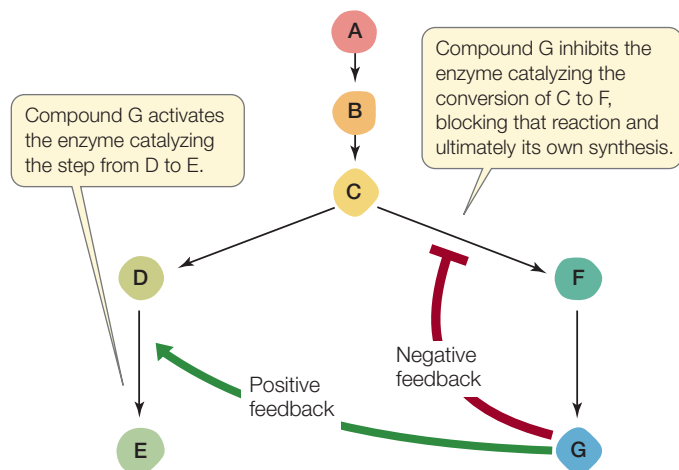 A
Compound G inhibits the
enzyme catalyzing the
conversion of C to F,
blocking that reaction and
ultimately its own synthesis.
Compound G activates
the enzyme catalyzing
the step from D to E.
B
C
D
F
Negative
feedback
Positive
feedback
E
G